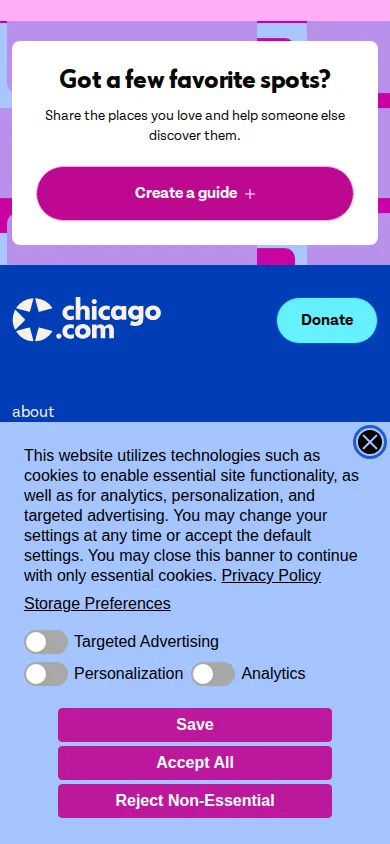 Got a few favorite spots?
Share the places you love and help someone else
discover them.
Create a guide +
chicago
.com
Donate
about
This website utilizes technologies such as
cookies to enable essential site functionality, as
well as for analytics, personalization, and
targeted advertising. You may change your
settings at any time or accept the default
settings. You may close this banner to continue
with only essential cookies. Privacy Policy
Storage Preferences
Targeted Advertising
Personalization Analytics
Save
Accept All
Reject Non-Essential